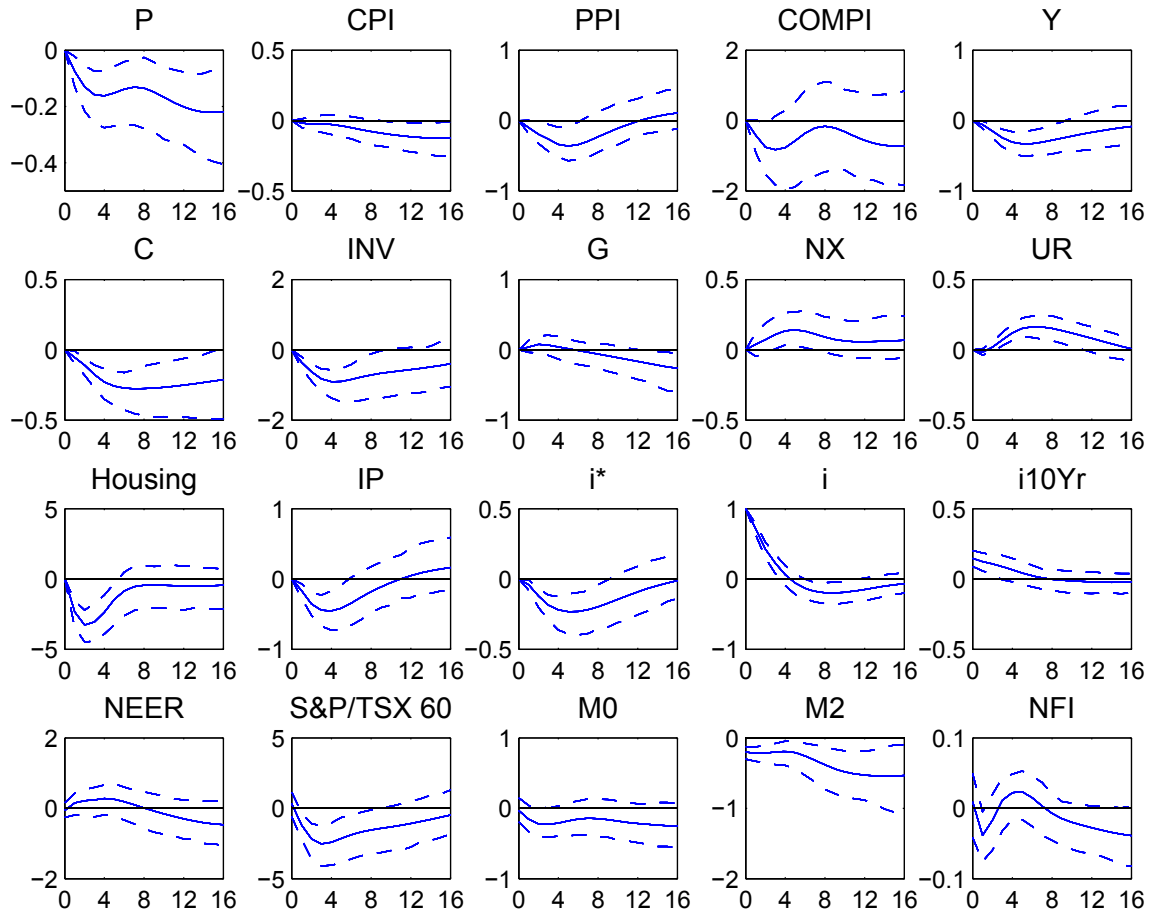 P CPI PPI COMPI Y
0 0.5 1 2 1
−0.2 0 0 0 0
−0.4 −0.5 −1 −2 −1
0 4 8 12 16 0 4 8 12 16 0 4 8 12 16 0 4 8 12 16 0 4 8 12 16
C INV G NX UR
0.5 2 1 0.5 0.5
0 0 0 0 0
−0.5 −2 −1 −0.5 −0.5
0 4 8 12 16 0 4 8 12 16 0 4 8 12 16 0 4 8 12 16 0 4 8 12 16
Housing IP i* i i10Yr
5 1 0.5 1 0.5
0 0 0 0 0
−5 −1 −0.5 −1 −0.5
0 4 8 12 16 0 4 8 12 16 0 4 8 12 16 0 4 8 12 16 0 4 8 12 16
NEER S&P/TSX 60 M0 M2 NFI
2 5 1 0 0.1
0 0 0 −1 0
−2 −5 −1 −2 −0.1
0 4 8 12 16 0 4 8 12 16 0 4 8 12 16 0 4 8 12 16 0 4 8 12 16